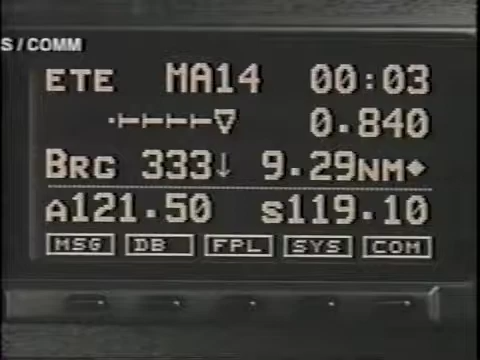 S/COMM
ETE MA14 00:03
0.840
BRG 333↓ 9.29NM◆
A121.50 S119.10
MSG DB FPL SYS COM